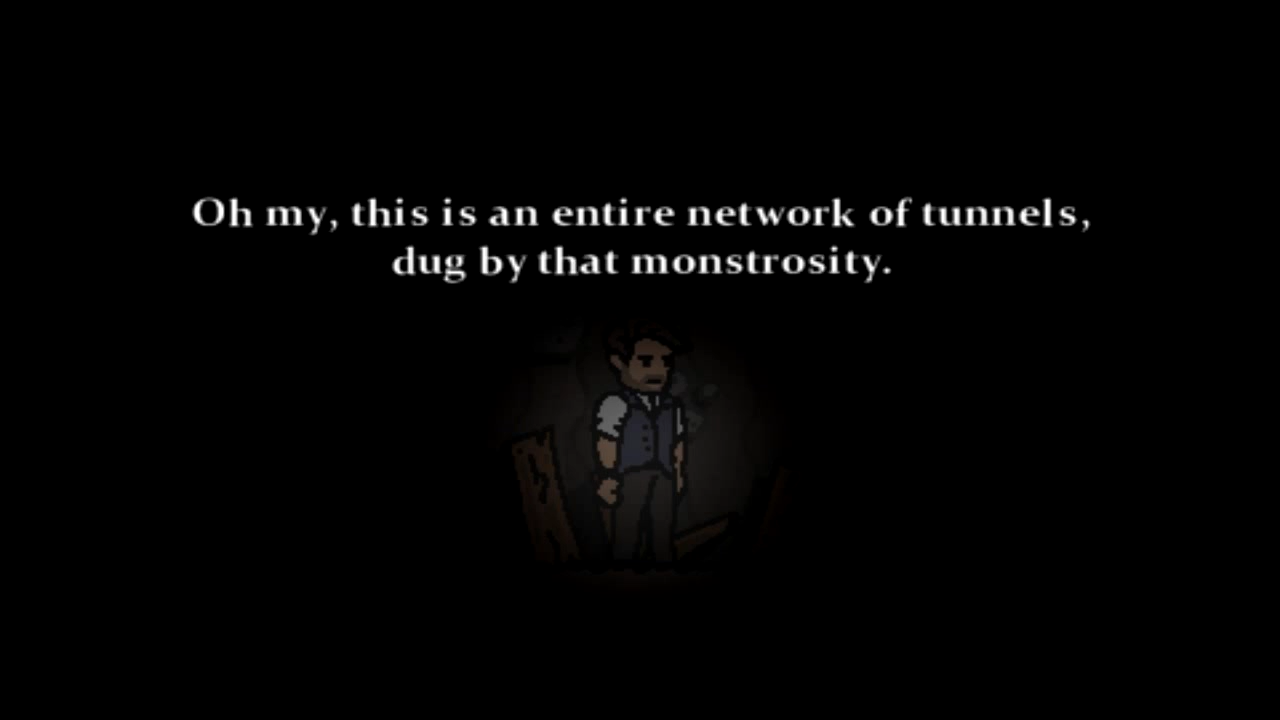 Oh my, this is an entire network of tunnels,
dug by that monstrosity.